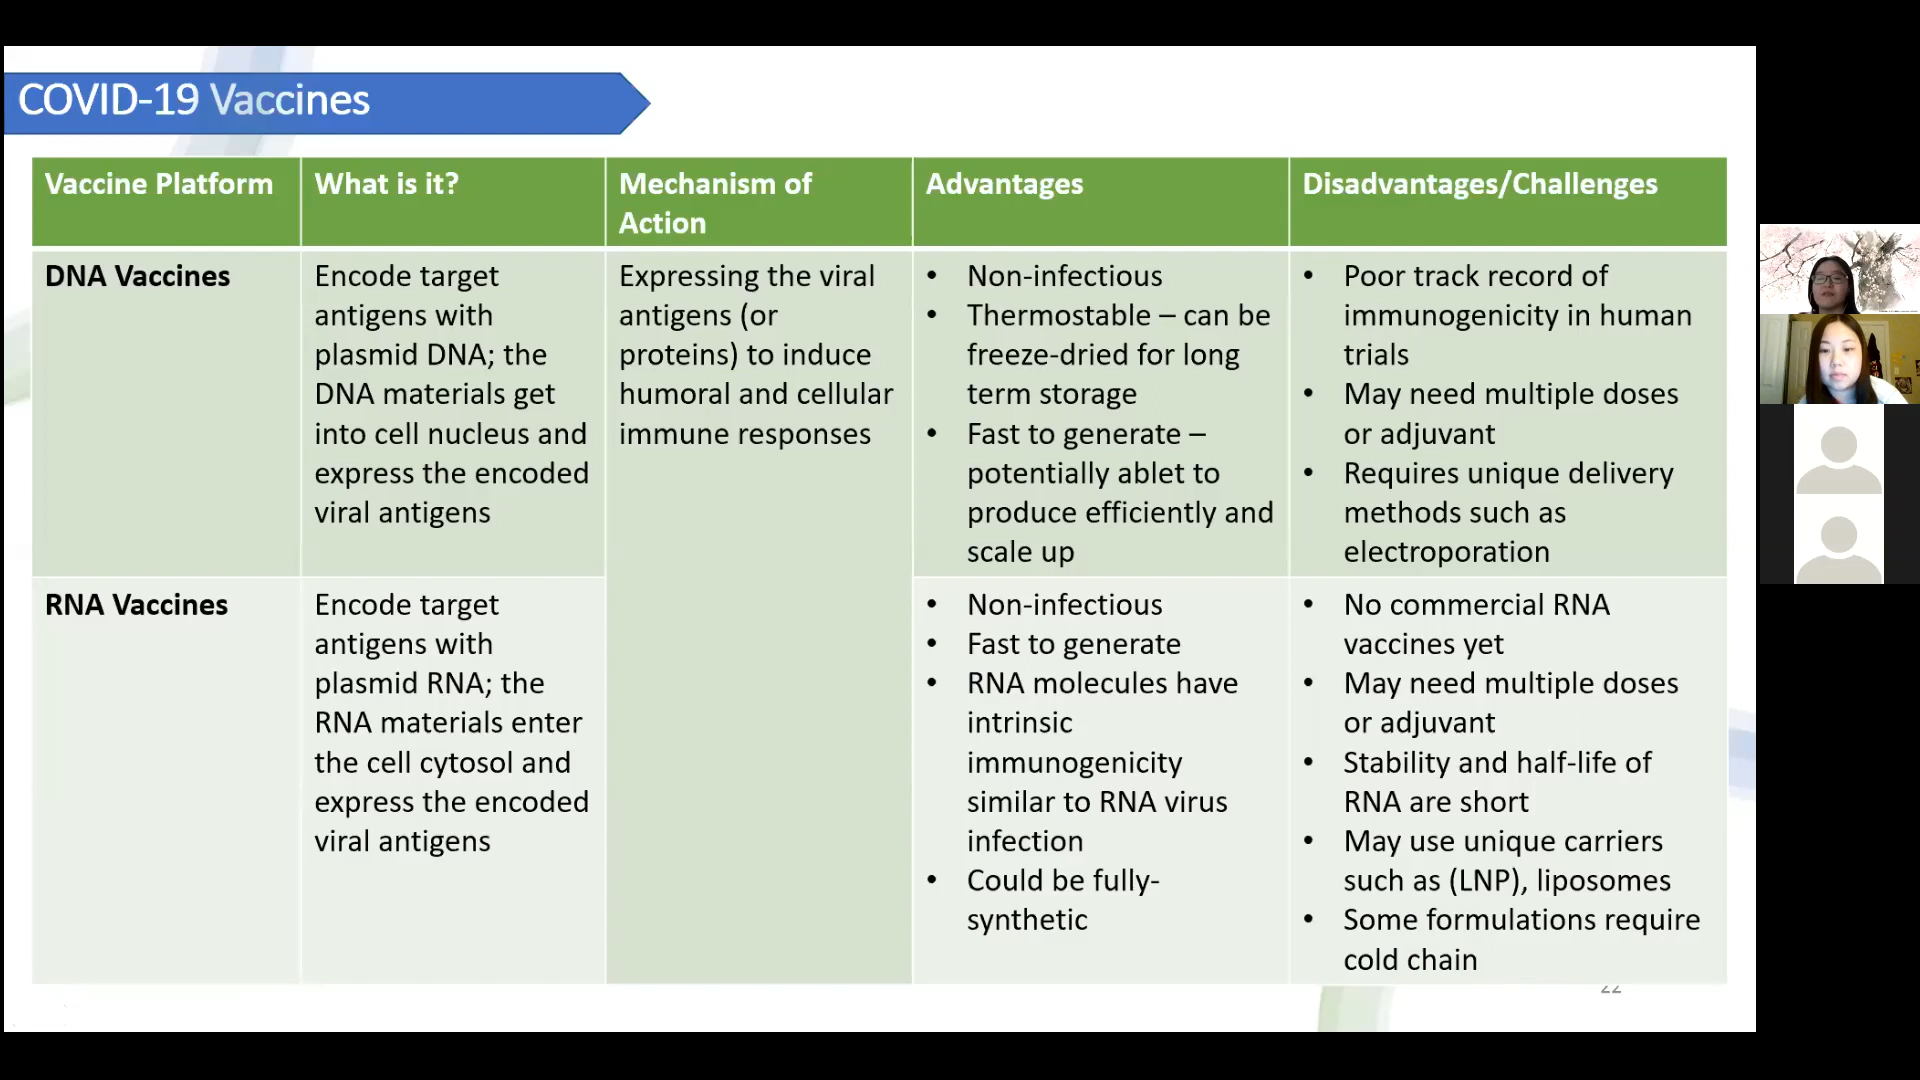 COVID-19 Vaccines
Vaccine Platform
What is it?
Mechanism of
Action
Advantages
Disadvantages/Challenges
DNA Vaccines
Encode target
antigens with
plasmid DNA; the
DNA materials get
into cell nucleus and
express the encoded
viral antigens
Expressing the viral
antigens (or
proteins) to induce
humoral and cellular
immune responses
• Non-infectious
• Thermostable – can be
freeze-dried for long
term storage
• Fast to generate –
potentially ablet to
produce efficiently and
scale up
• Poor track record of
immunogenicity in human
trials
• May need multiple doses
or adjuvant
• Requires unique delivery
methods such as
electroporation
RNA Vaccines
Encode target
antigens with
plasmid RNA; the
RNA materials enter
the cell cytosol and
express the encoded
viral antigens
• Non-infectious
• Fast to generate
• RNA molecules have
intrinsic
immunogenicity
similar to RNA virus
infection
• Could be fully-
synthetic
• No commercial RNA
vaccines yet
• May need multiple doses
or adjuvant
• Stability and half-life of
RNA are short
• May use unique carriers
such as (LNP), liposomes
• Some formulations require
cold chain
22